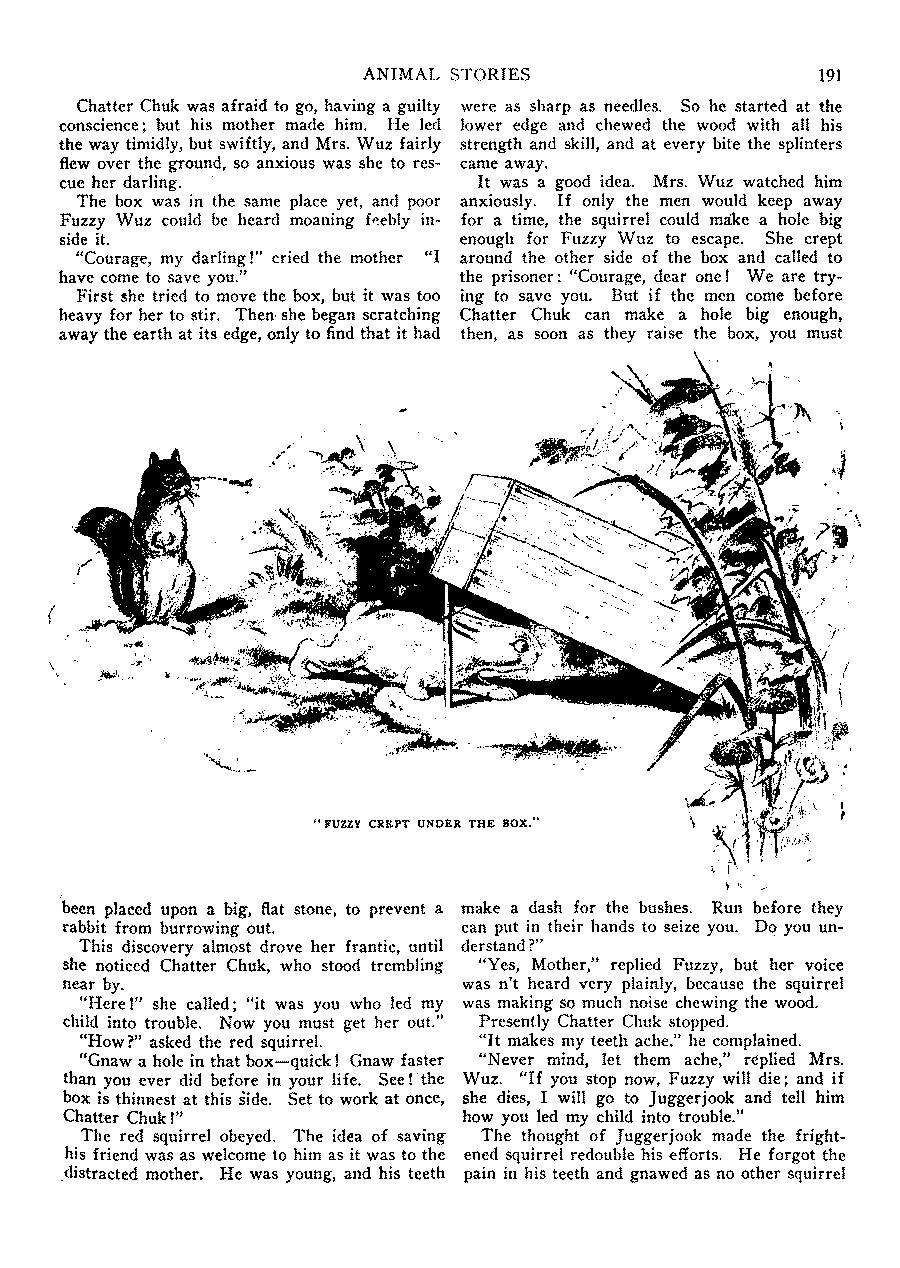 ANIMAL STORIES 191
Chatter Chuk was afraid to go, having a guilty
conscience; but his mother made him. He led
the way timidly, but swiftly, and Mrs. Wuz fairly
flew over the ground, so anxious was she to res-
cue her darling.
The box was in the same place yet, and poor
Fuzzy Wuz could be heard moaning feebly in-
side it.
"Courage, my darling!" cried the mother "I
have come to save you."
First she tried to move the box, but it was too
heavy for her to stir. Then she began scratching
away the earth at its edge, only to find that it had
been placed upon a big, flat stone, to prevent a
rabbit from burrowing out.
This discovery almost drove her frantic, until
she noticed Chatter Chuk, who stood trembling
near by.
"Here!" she called; "it was you who led my
child into trouble. Now you must get her out."
"How?" asked the red squirrel.
"Gnaw a hole in that box—quick! Gnaw faster
than you ever did before in your life. See! the
box is thinnest at this side. Set to work at once,
Chatter Chuk!"
The red squirrel obeyed. The idea of saving
his friend was as welcome to him as it was to the
distracted mother. He was young, and his teeth
were as sharp as needles. So he started at the
lower edge and chewed the wood with all his
strength and skill, and at every bite the splinters
came away.
It was a good idea. Mrs. Wuz watched him
anxiously. If only the men would keep away
for a time, the squirrel could make a hole big
enough for Fuzzy Wuz to escape. She crept
around the other side of the box and called to
the prisoner: "Courage, dear one! We are try-
ing to save you. But if the men come before
Chatter Chuk can make a hole big enough,
then, as soon as they raise the box, you must
make a dash for the bushes. Run before they
can put in their hands to seize you. Do you un-
derstand?"
"Yes, Mother," replied Fuzzy, but her voice
was n't heard very plainly, because the squirrel
was making so much noise chewing the wood.
Presently Chatter Chuk stopped.
"It makes my teeth ache," he complained.
"Never mind, let them ache," replied Mrs.
Wuz. "If you stop now, Fuzzy will die; and if
she dies, I will go to Juggerjook and tell him
how you led my child into trouble."
The thought of Juggerjook made the fright-
ened squirrel redouble his efforts. He forgot the
pain in his teeth and gnawed as no other squirrel
"FUZZY CREPT UNDER THE BOX."